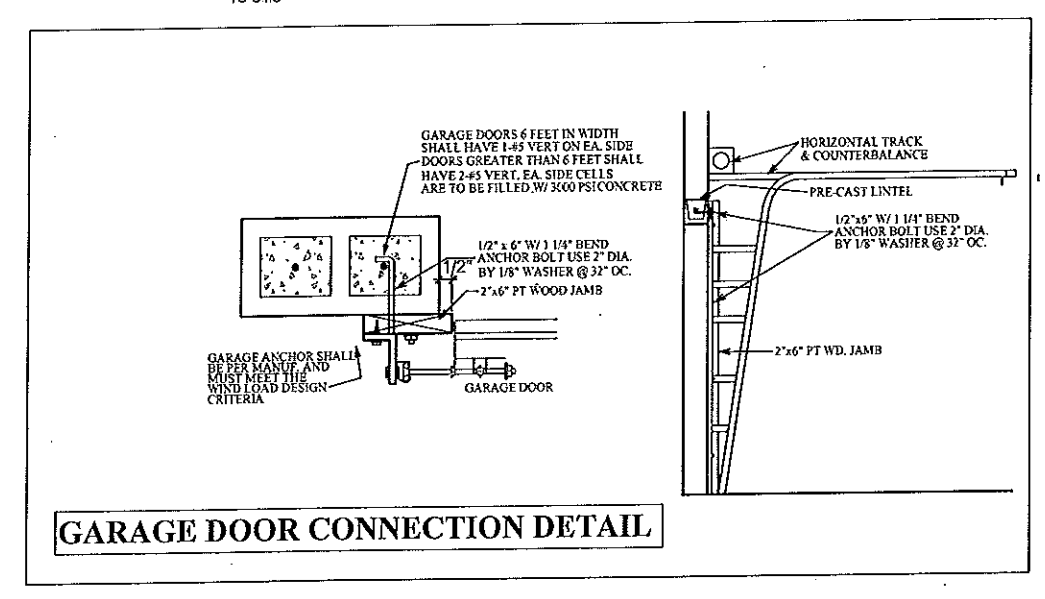 GARAGE DOORS 6 FEET IN WIDTH
SHALL HAVE 1-#5 VERT ON EA. SIDE
DOORS GREATER THAN 6 FEET SHALL
HAVE 2-#5 VERT. EA. SIDE CELLS
ARE TO BE FILLED W/ 3000 PSI CONCRETE
1/2" x 6" W/ 1 1/4" BEND
ANCHOR BOLT USE 2" DIA.
BY 1/8" WASHER @ 32" OC.
1/2"
2"x6" PT WOOD JAMB
GARAGE ANCHOR SHALL
BE PER MANUF. AND
MUST MEET THE
WIND LOAD DESIGN
CRITERIA
GARAGE DOOR
HORIZONTAL TRACK
& COUNTERBALANCE
PRE-CAST LINTEL
1/2"x6" W/ 1 1/4" BEND
ANCHOR BOLT USE 2" DIA.
BY 1/8" WASHER @ 32" OC.
2"x6" PT WD. JAMB
GARAGE DOOR CONNECTION DETAIL